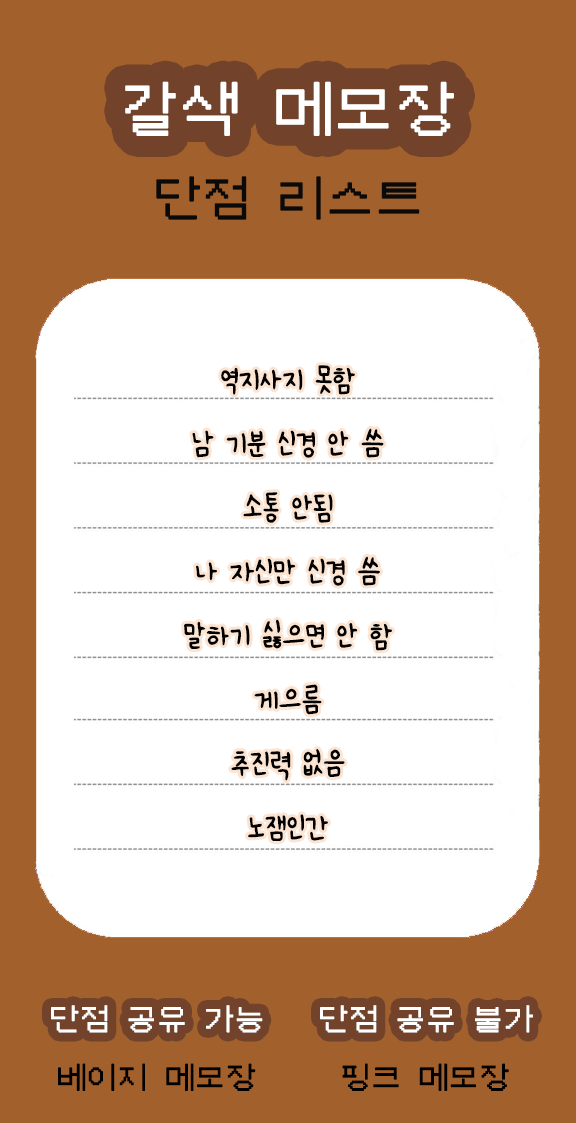 갈색 메모장
단점 리스트
역지사지 못함
남 기분 신경 안 씀
소통 안됨
나 자신만 신경 씀
말하기 싫으면 안 함
게으름
추진력 없음
노잼인간
단점 공유 가능 단점 공유 불가
베이지 메모장 핑크 메모장